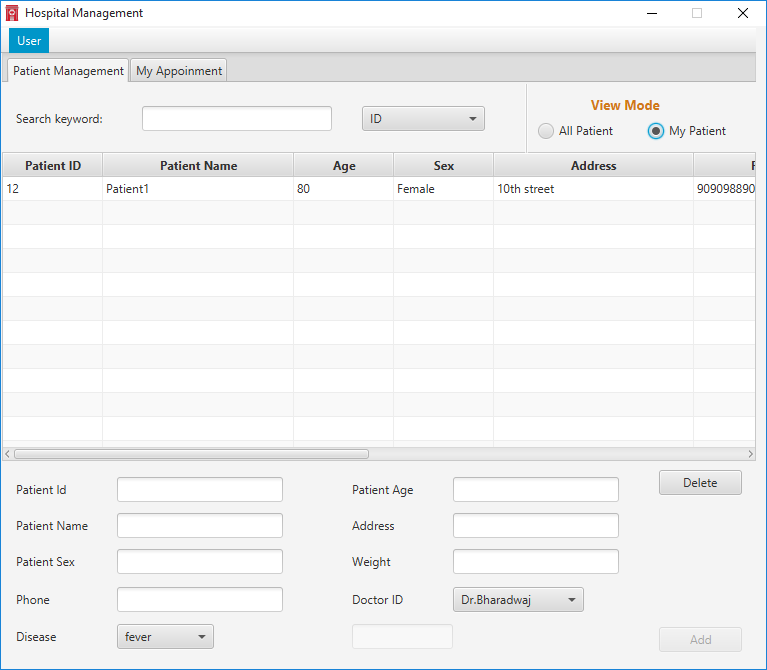 Hospital Management
User
Patient Management My Appoinment
Search keyword: ID
View Mode
All Patient My Patient
Patient ID Patient Name Age Sex Address
12 Patient1 80 Female 10th street 909098890
Patient Id Patient Age Delete
Patient Name Address
Patient Sex Weight
Phone Doctor ID Dr.Bharadwaj
Disease fever Add